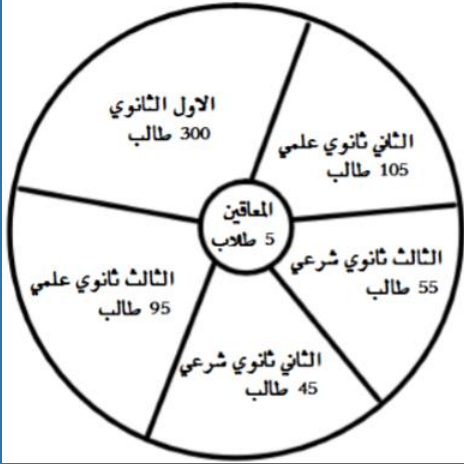 الاول الثانوي
300 طالب
الثاني ثانوي علمي
105 طالب
المعاقين
5 طلاب
الثالث ثانوي شرعي
55 طالب
الثالث ثانوي علمي
95 طالب
الثاني ثانوي شرعي
45 طالب